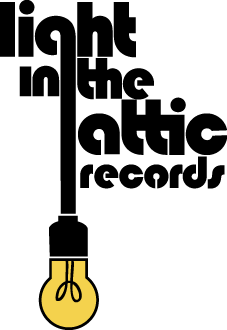 light
in the
attic
records